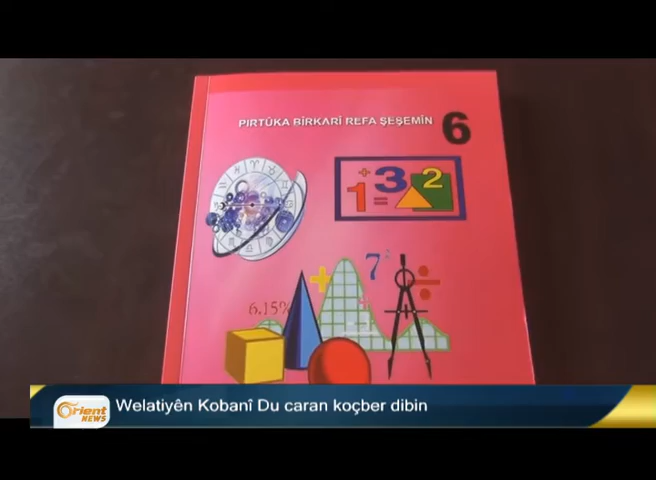 PIRTÛKA BIRKARÎ REFA ŞEŞEMÎN
6
+
1 3 2
=
7
÷
+
6,15%
Orient
NEWS
Welatiyên Kobanî Du caran koçber dibin